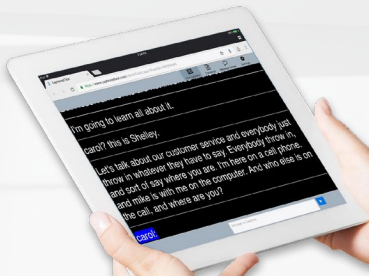 I'm going to learn all about it.
carol? this is Shelley.
Let's talk about our customer service and everybody just
throw in whatever they have to say. Everybody throw in,
and sort of say where you are. I'm here on a cell phone,
and mike is with me on the computer. And who else is on
the call, and where are you?
carol: